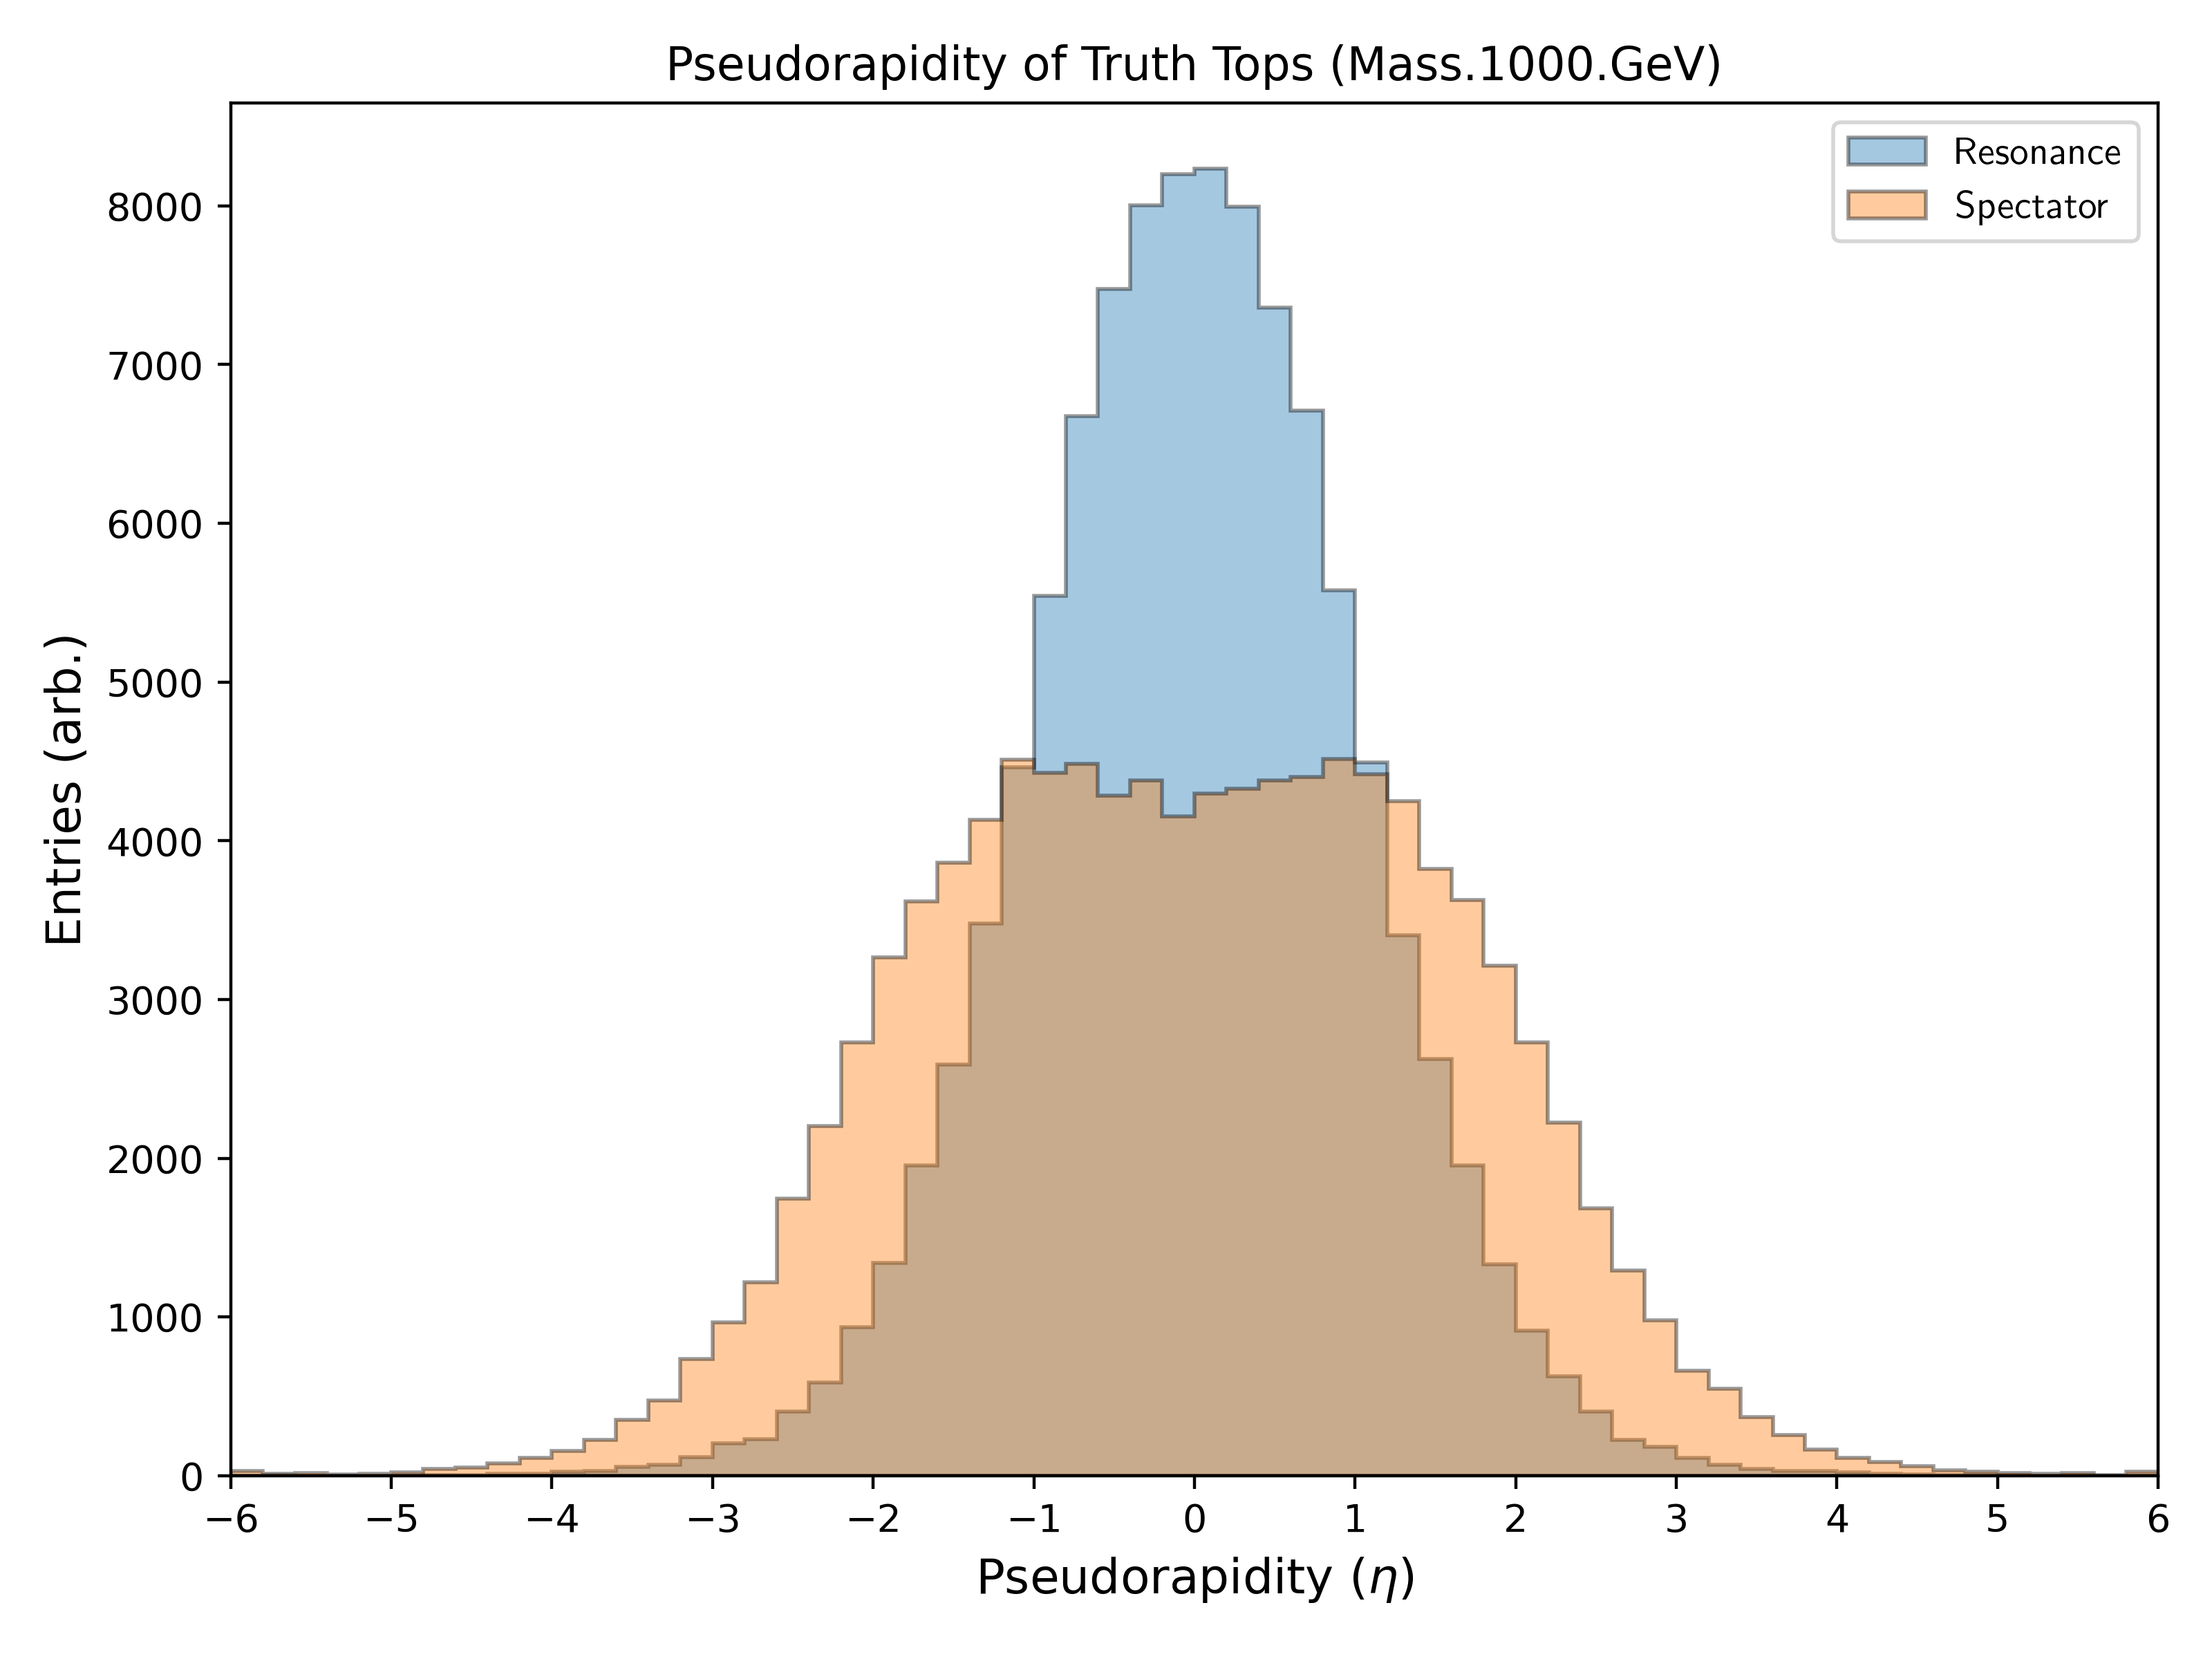 Pseudorapidity of Truth Tops (Mass.1000.GeV)
Resonance
Spectator
Entries (arb.)
8000
7000
6000
5000
4000
3000
2000
1000
0
−6 −5 −4 −3 −2 −1 0 1 2 3 4 5 6
Pseudorapidity (η)